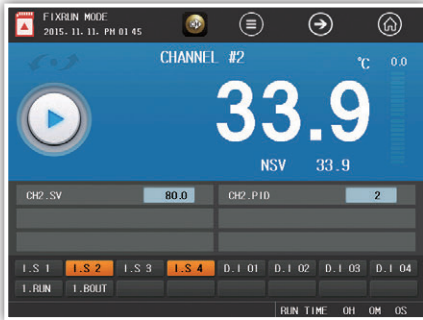 FIXRUN MODE
2015. 11. 11. PM 01 45
CHANNEL #2
℃ 0.0
33.9
NSV 33.9
CH2.SV 80.0 CH2.PID 2
I.S 1 I.S 2 I.S 3 I.S 4 D.I 01 D.I 02 D.I 03 D.I 04
1.RUN 1.BOUT
RUN TIME 0H 0M 0S